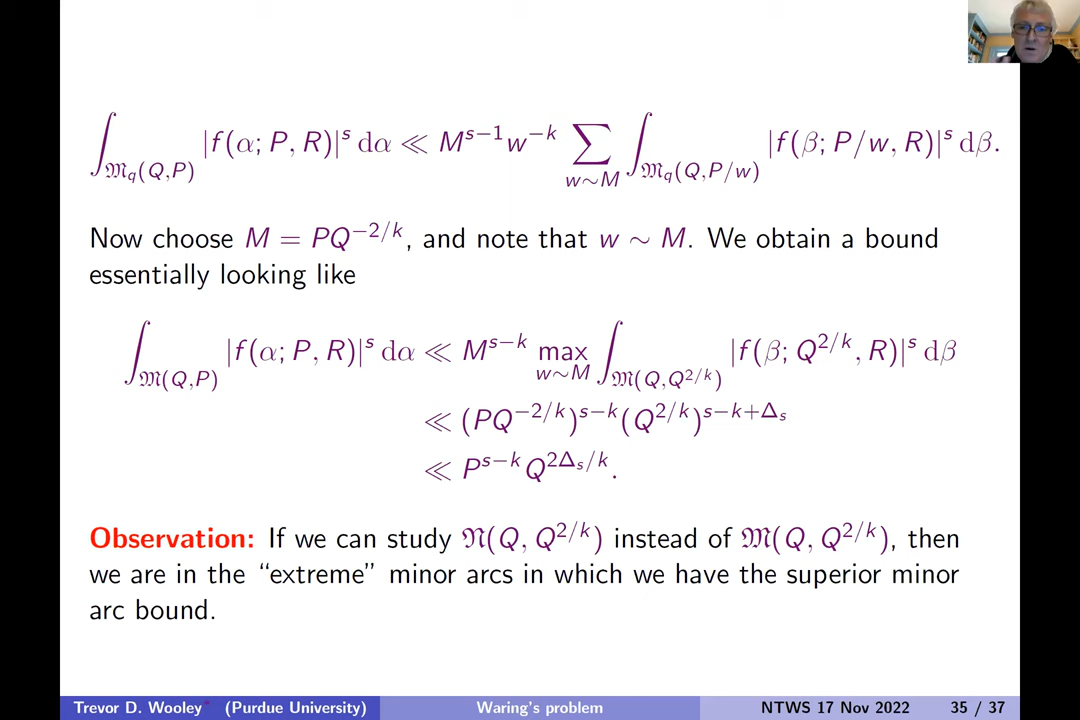 ∫_{𝔐_q(Q,P)} |f(α; P, R)|^s dα ≪ M^{s−1} w^{−k} ∑_{w∼M} ∫_{𝔐_q(Q,P/w)} |f(β; P/w, R)|^s dβ.
Now choose M = PQ^{−2/k}, and note that w ∼ M. We obtain a bound
essentially looking like
∫_{𝔐(Q,P)} |f(α; P, R)|^s dα ≪ M^{s−k} max_{w∼M} ∫_{𝔐(Q,Q^{2/k})} |f(β; Q^{2/k}, R)|^s dβ
≪ (PQ^{−2/k})^{s−k} (Q^{2/k})^{s−k+Δ_s}
≪ P^{s−k} Q^{2Δ_s/k}.
Observation: If we can study 𝔑(Q, Q^{2/k}) instead of 𝔐(Q, Q^{2/k}), then
we are in the “extreme” minor arcs in which we have the superior minor
arc bound.
Trevor D. Wooley* (Purdue University) Waring's problem NTWS 17 Nov 2022 35 / 37